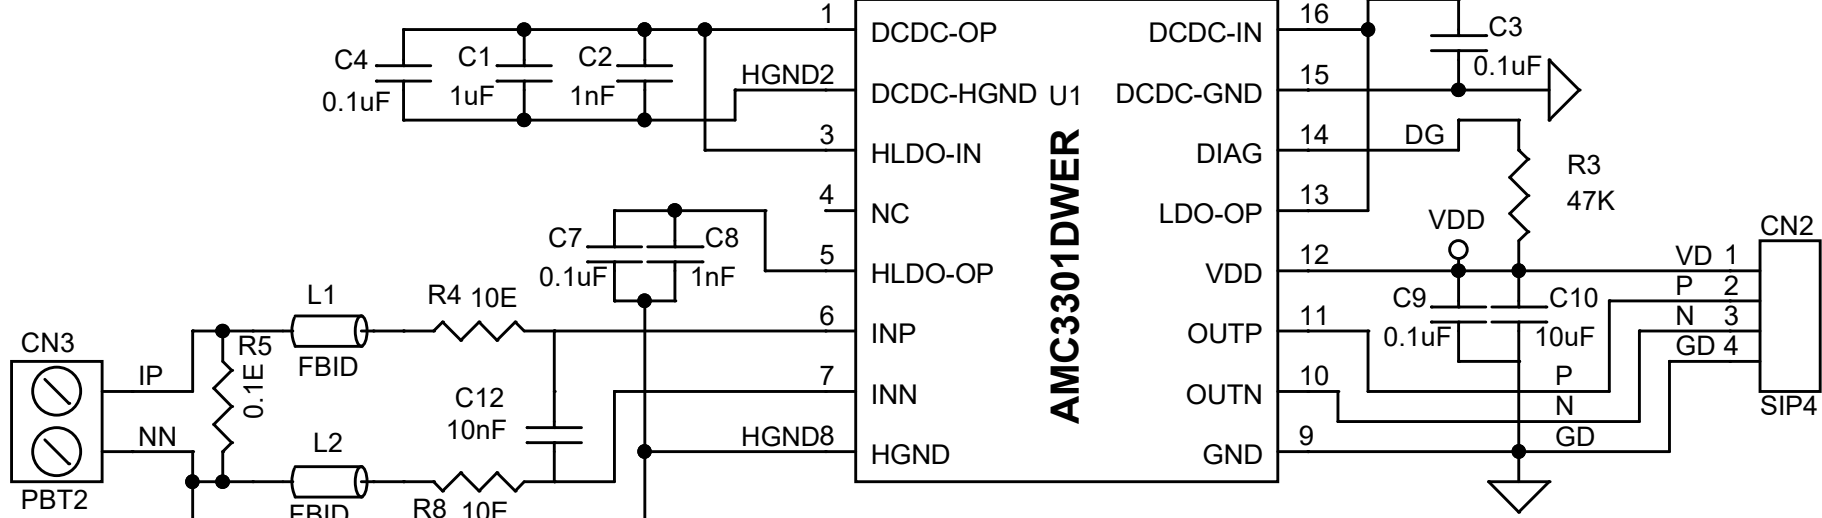 1 DCDC-OP
C4 0.1uF
C1 1uF
C2 1nF
HGND2 DCDC-HGND
3 HLDO-IN
4 NC
C7 0.1uF
C8 1nF
5 HLDO-OP
L1 FBID
R4 10E
6 INP
CN3
IP
NN
PBT2
R5 0.1E
C12 10nF
7 INN
L2 FBID
R8 10E
HGND8 HGND
U1
AMC3301DWER
DCDC-IN 16
C3 0.1uF
DCDC-GND 15
DIAG 14 DG
R3 47K
LDO-OP 13
VDD
VDD 12
C9 0.1uF
C10 10uF
OUTP 11 P
OUTN 10 N
GND 9 GD
CN2
VD 1
P 2
N 3
GD 4
SIP4